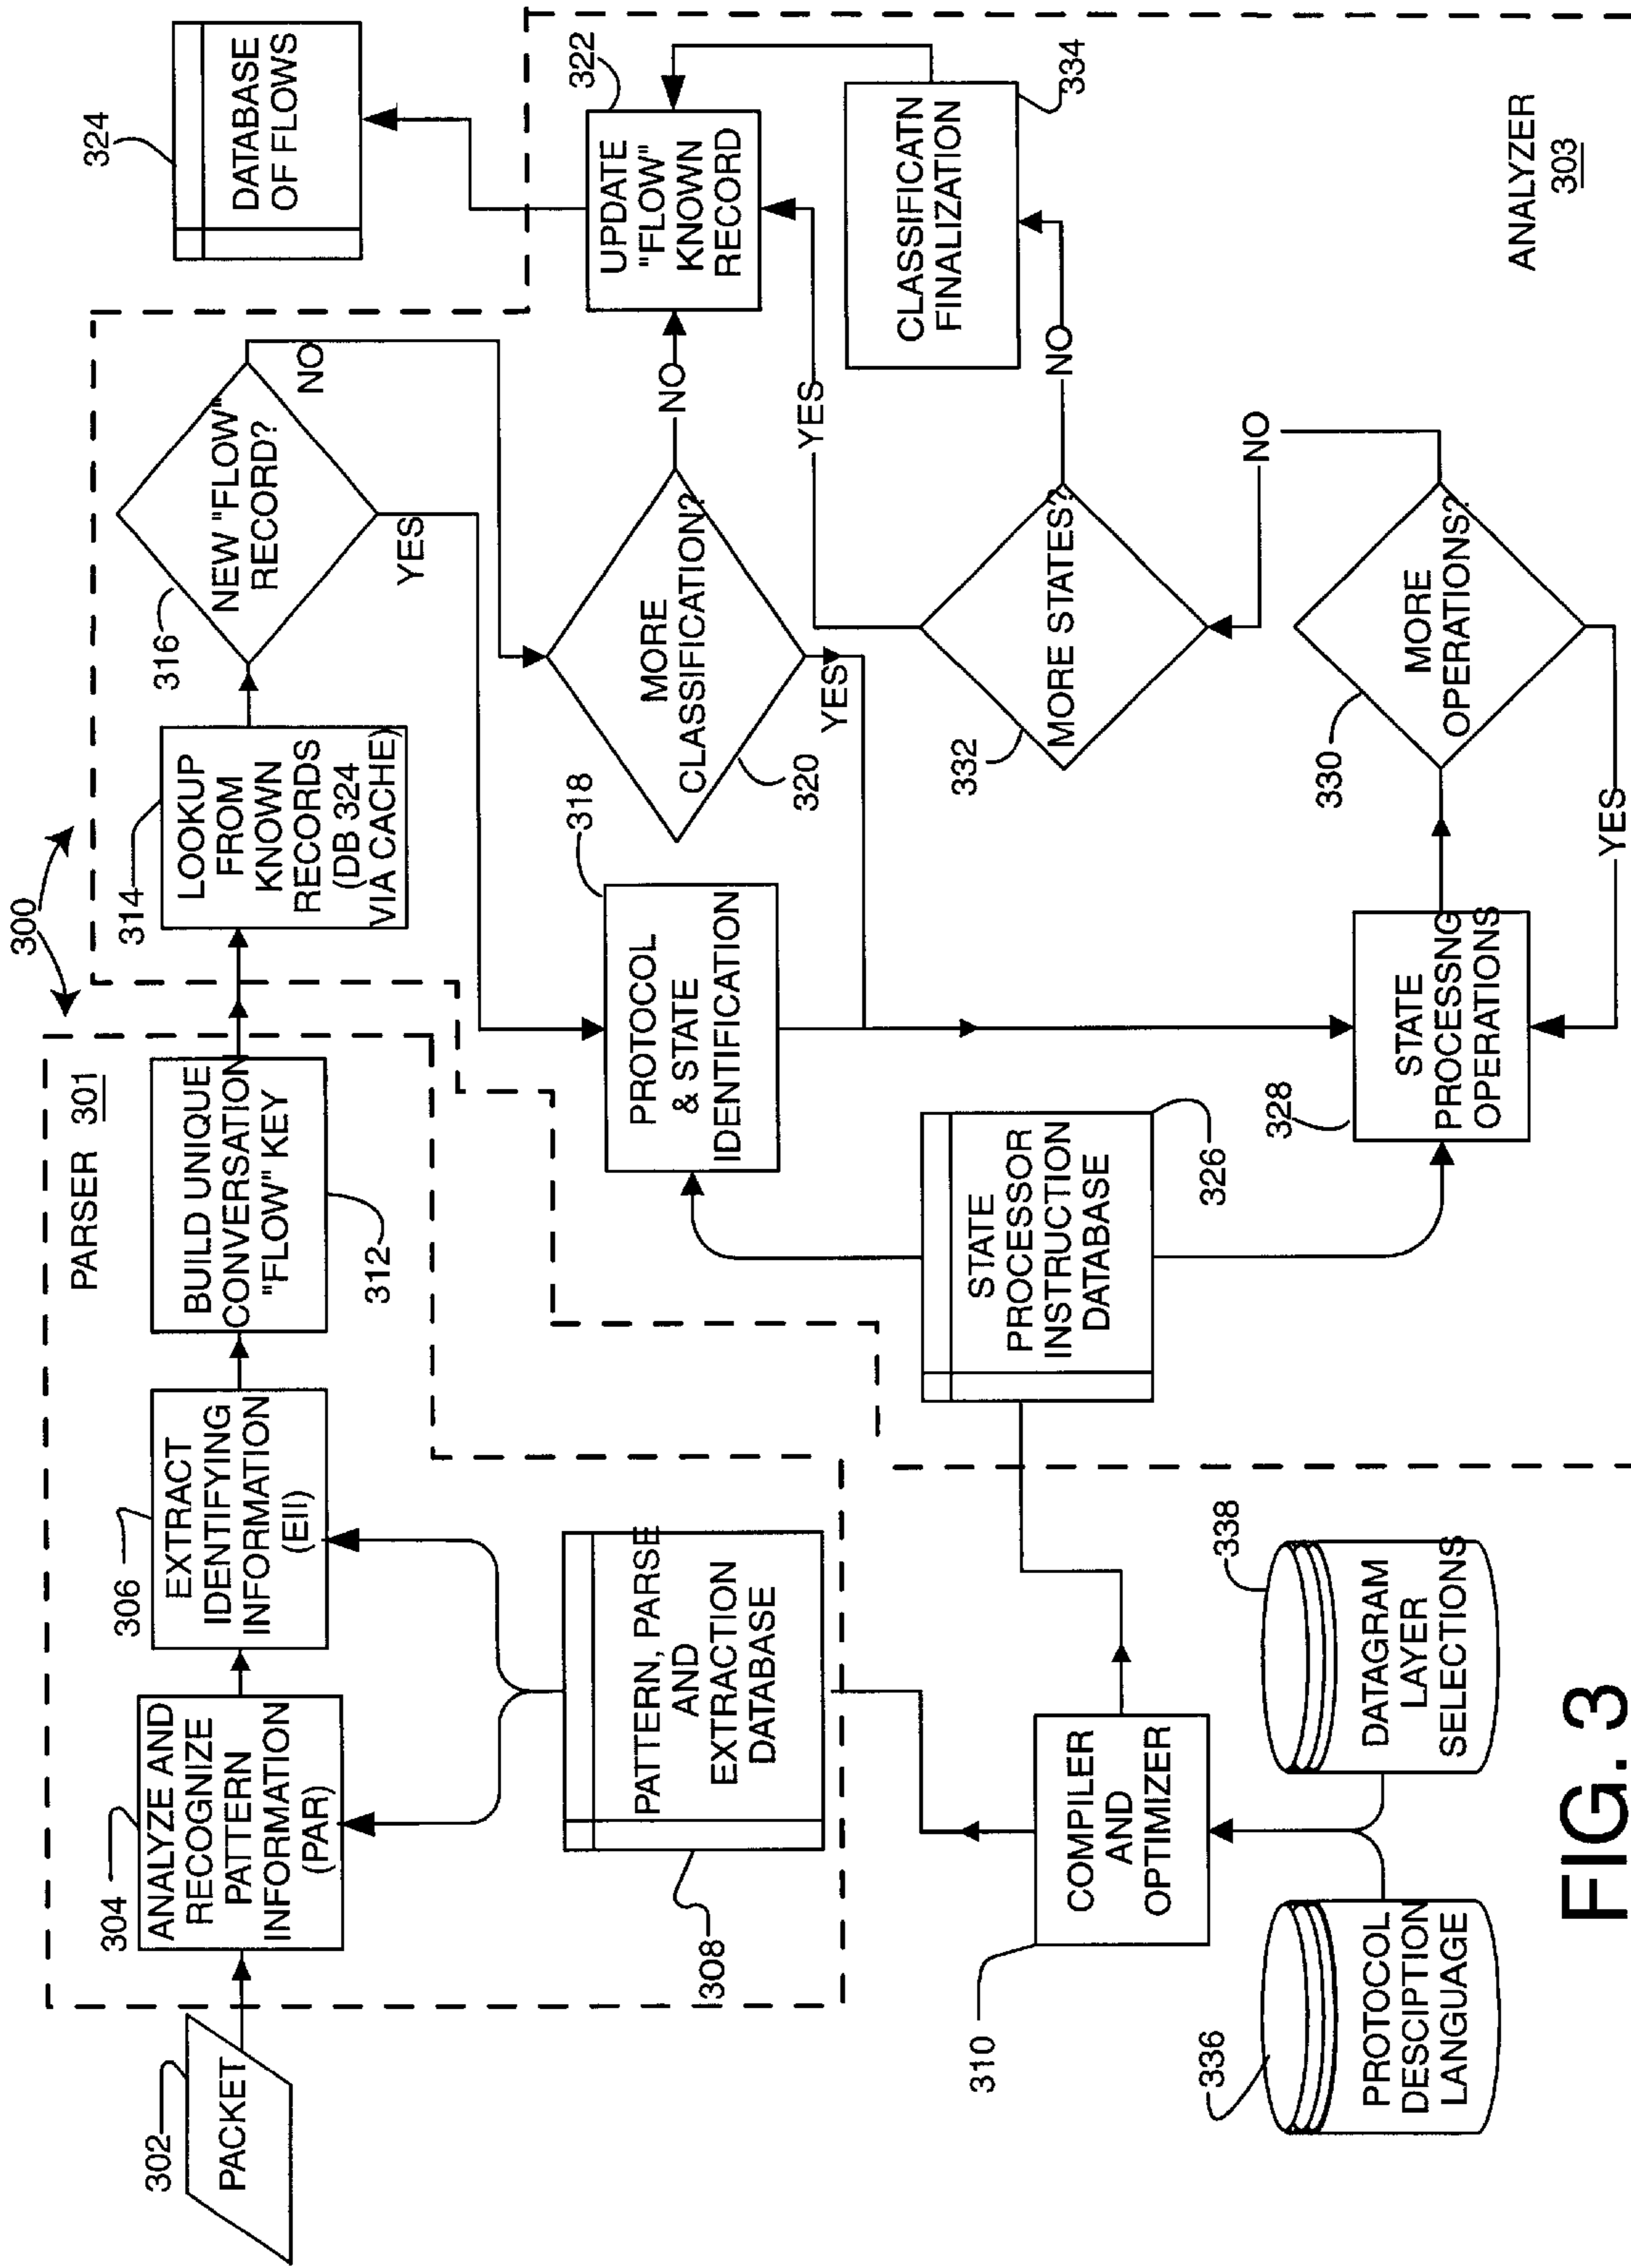 300
302
PACKET
PARSER 301
304
ANALYZE AND
RECOGNIZE
PATTERN
INFORMATION
(PAR)
306
EXTRACT
IDENTIFYING
INFORMATION
(EII)
BUILD UNIQUE
CONVERSATION
"FLOW" KEY
312
314
LOOKUP
FROM
KNOWN
RECORDS
(DB 324
VIA CACHE)
316
NEW "FLOW"
RECORD?
NO
YES
324
DATABASE
OF FLOWS
308
PATTERN, PARSE
AND
EXTRACTION
DATABASE
318
PROTOCOL
& STATE
IDENTIFICATION
MORE
CLASSIFICATION?
320
YES
NO
322
UPDATE
"FLOW"
KNOWN
RECORD
310
COMPILER
AND
OPTIMIZER
STATE
PROCESSOR
INSTRUCTION
DATABASE
326
332
MORE STATES?
YES
NO
CLASSIFICATN
FINALIZATION
334
336
PROTOCOL
DESCIPTION
LANGUAGE
338
DATAGRAM
LAYER
SELECTIONS
328
STATE
PROCESSNG
OPERATIONS
330
MORE
OPERATIONS?
NO
YES
ANALYZER
303
FIG. 3